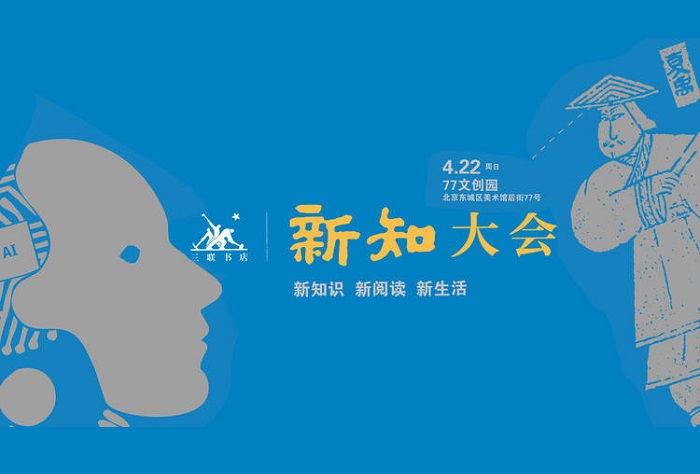 4.22 周日
77文创园
北京东城区美术馆后街77号
AI
三联书店
新知大会
新知识 新阅读 新生活